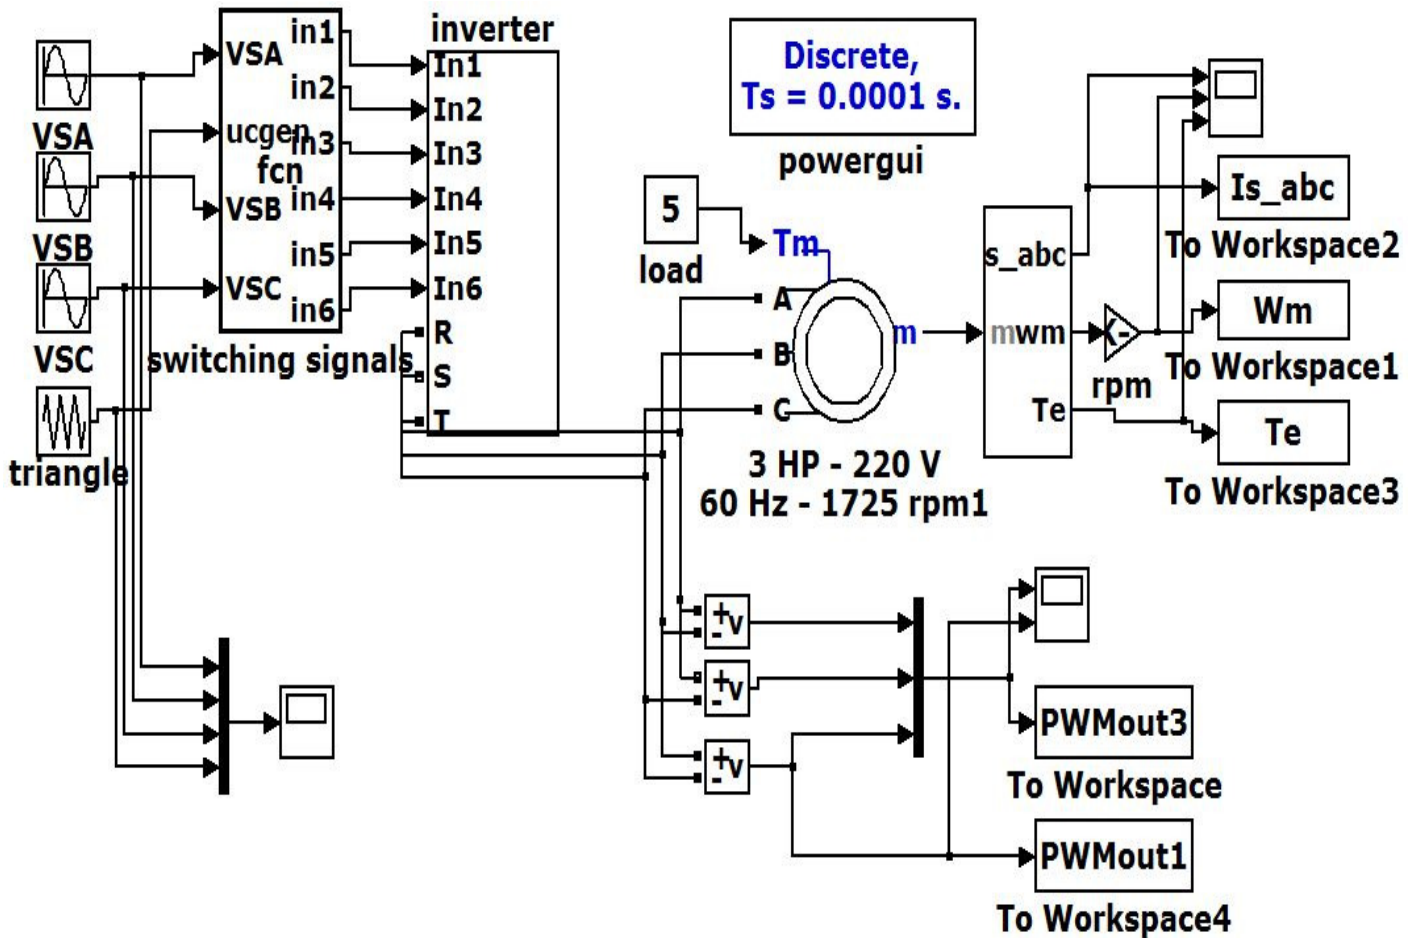 VSA
VSB
VSC
triangle
VSA
ucgen
fcn
VSB
VSC
in1
in2
in3
in4
in5
in6
switching signals
inverter
In1
In2
In3
In4
In5
In6
R
S
T
Discrete,
Ts = 0.0001 s.
powergui
5
load
Tm
A
B
C
m
3 HP - 220 V
60 Hz - 1725 rpm1
s_abc
m
wm
Te
K-
rpm
Is_abc
To Workspace2
Wm
To Workspace1
Te
To Workspace3
+
-
v
+
-
v
+
-
v
PWMout3
To Workspace
PWMout1
To Workspace4